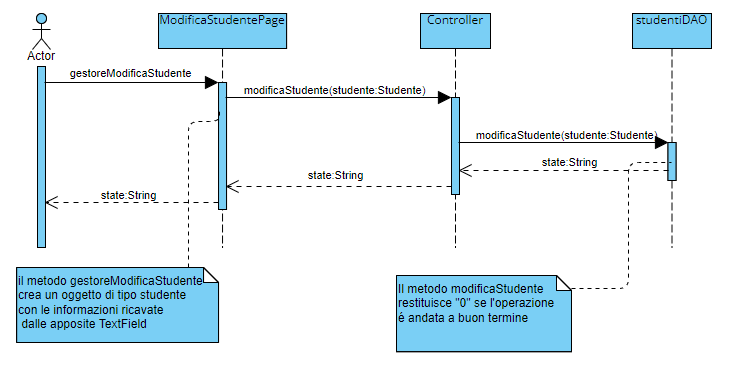 ModificaStudentePage
Controller
studentiDAO
Actor
gestoreModificaStudente
modificaStudente(studente:Studente)
modificaStudente(studente:Studente)
state:String
state:String
state:String
il metodo gestoreModificaStudente
crea un oggetto di tipo studente
con le informazioni ricavate
dalle apposite TextField
Il metodo modificaStudente
restituisce "0" se l'operazione
é andata a buon termine